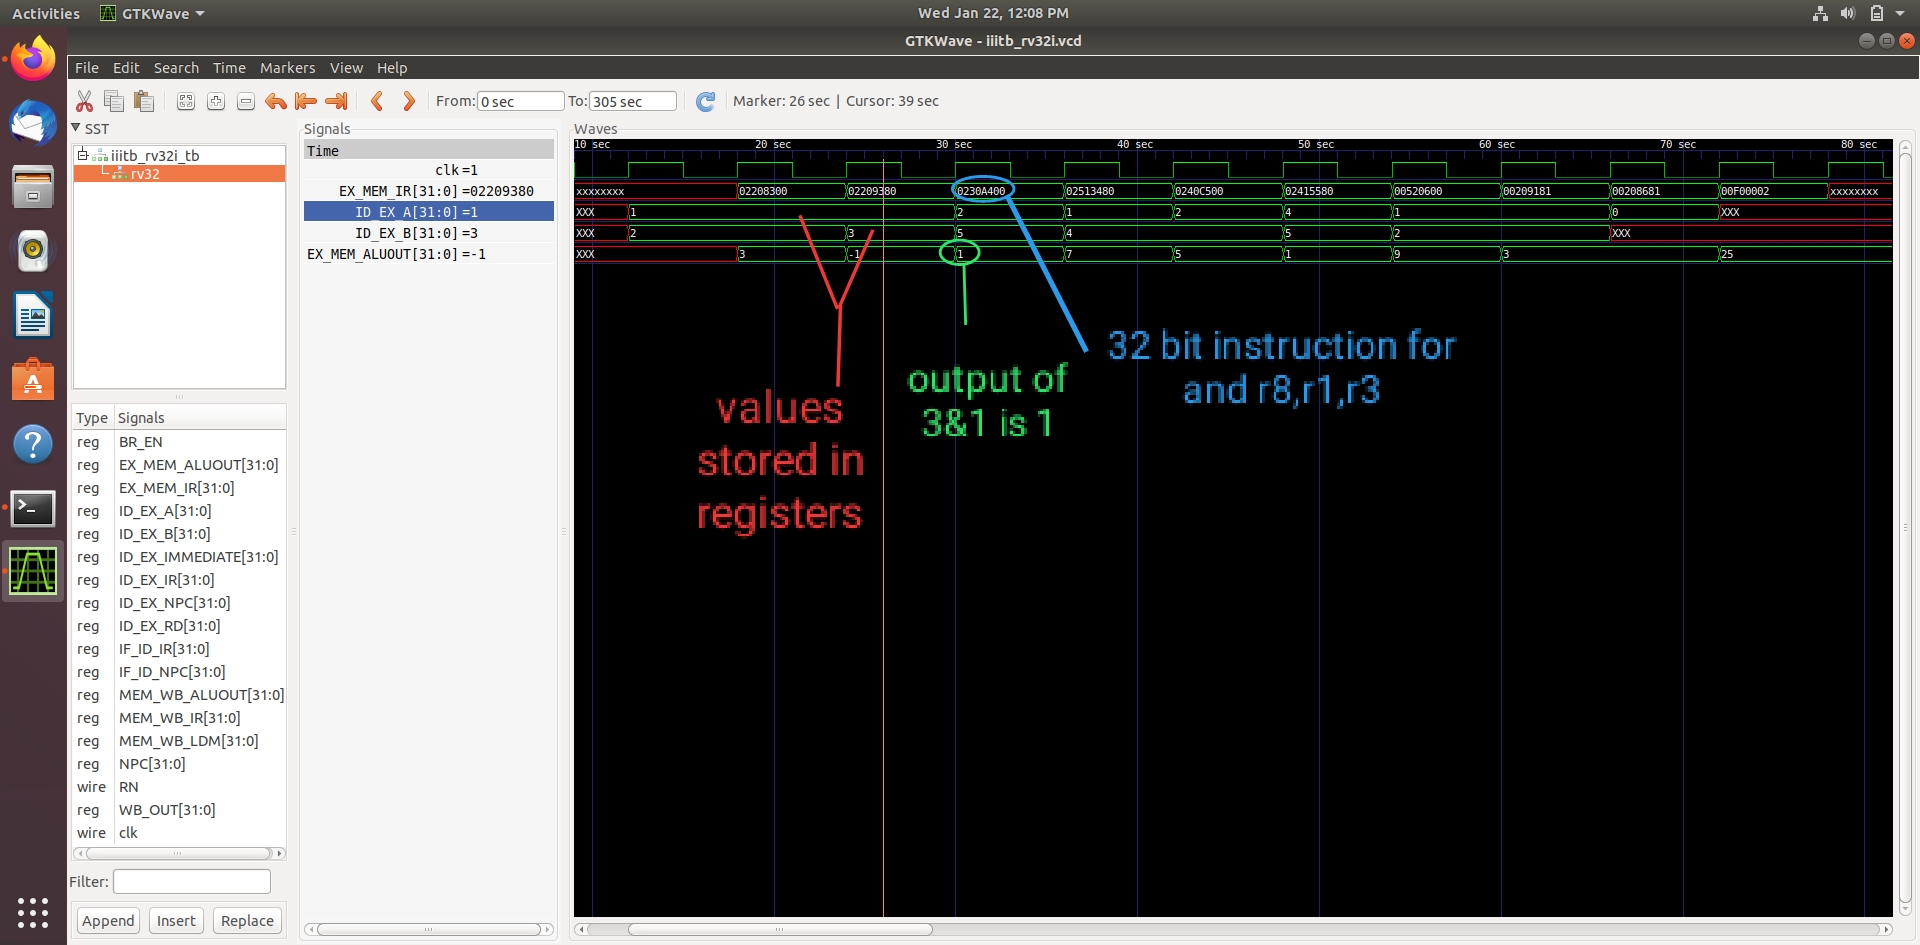 Activities GTKWave Wed Jan 22, 12:08 PM
GTKWave - iiitb_rv32i.vcd
File Edit Search Time Markers View Help
From: 0 sec To: 305 sec Marker: 26 sec | Cursor: 39 sec
SST
iiitb_rv32i_tb
rv32
Type Signals
reg BR_EN
reg EX_MEM_ALUOUT[31:0]
reg EX_MEM_IR[31:0]
reg ID_EX_A[31:0]
reg ID_EX_B[31:0]
reg ID_EX_IMMEDIATE[31:0]
reg ID_EX_IR[31:0]
reg ID_EX_NPC[31:0]
reg ID_EX_RD[31:0]
reg IF_ID_IR[31:0]
reg IF_ID_NPC[31:0]
reg MEM_WB_ALUOUT[31:0]
reg MEM_WB_IR[31:0]
reg MEM_WB_LDM[31:0]
reg NPC[31:0]
wire RN
reg WB_OUT[31:0]
wire clk
Filter:
Append Insert Replace
Signals
Time
clk =1
EX_MEM_IR[31:0] =02209380
ID_EX_A[31:0] =1
ID_EX_B[31:0] =3
EX_MEM_ALUOUT[31:0] =-1
Waves
10 sec 20 sec 30 sec 40 sec 50 sec 60 sec 70 sec 80 sec
xxxxxxxx 02208300 02209380 0230A400 02513480 0240C500 02415580 00520600 00209181 00208681 00F00002 xxxxxxxx
XXX 1 2 1 2 4 1 0 XXX
XXX 2 3 5 4 5 2 XXX
XXX 3 -1 1 7 5 1 9 3 25
values
stored in
registers
output of
3&1 is 1
32 bit instruction for
and r8,r1,r3